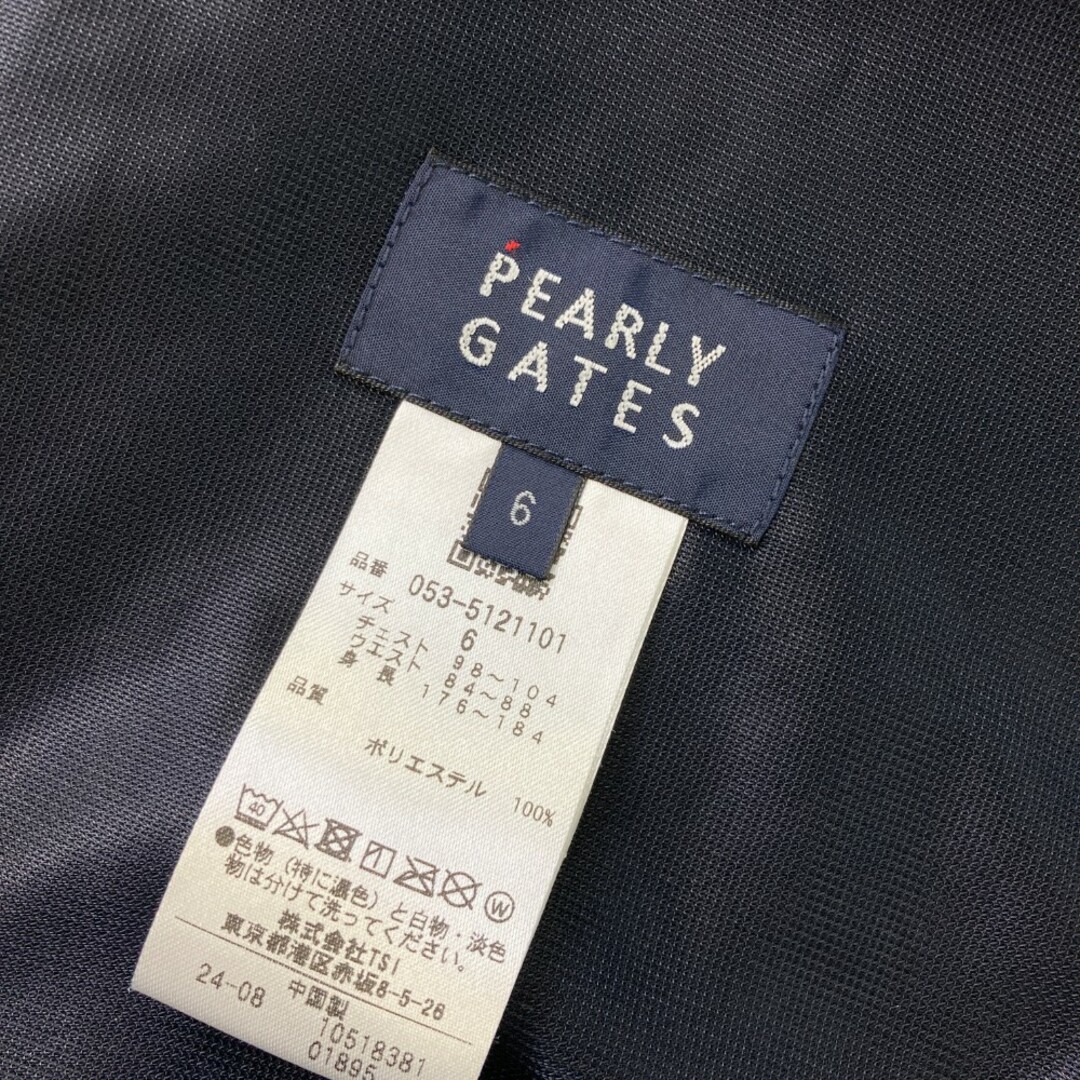 PEARLY
GATES
6
品番 053-5121101
サイズ 6
チェスト 98～104
ウエスト 84～88
身長 176～184
品質
ポリエステル 100%
40 W
●色物（特に濃色）と白物・淡色
物は分けて洗ってください。
株式会社TSI
東京都港区赤坂8-5-26
24-08 中国製
10518381
01895